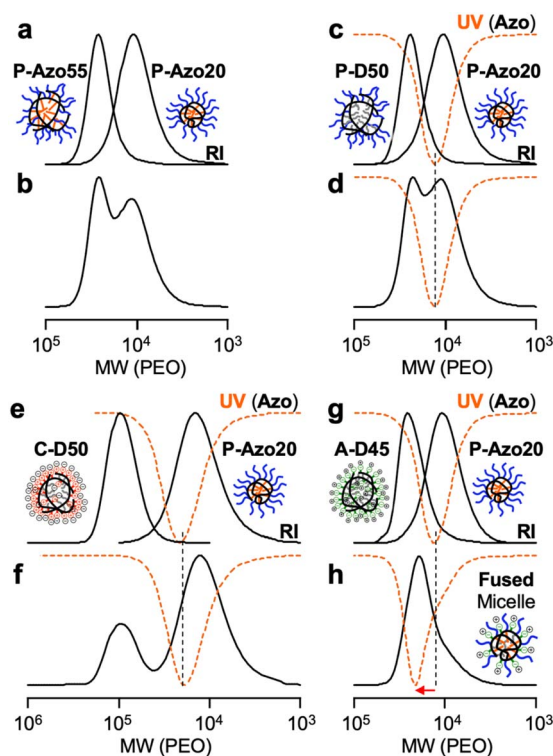 a
P-Azo55
P-Azo20
RI
b
10⁵ 10⁴ 10³
MW (PEO)
c
UV (Azo)
P-D50
P-Azo20
RI
d
10⁵ 10⁴ 10³
MW (PEO)
e
UV (Azo)
C-D50
P-Azo20
RI
f
10⁶ 10⁵ 10⁴ 10³
MW (PEO)
g
UV (Azo)
A-D45
P-Azo20
RI
h
Fused
Micelle
10⁵ 10⁴ 10³
MW (PEO)